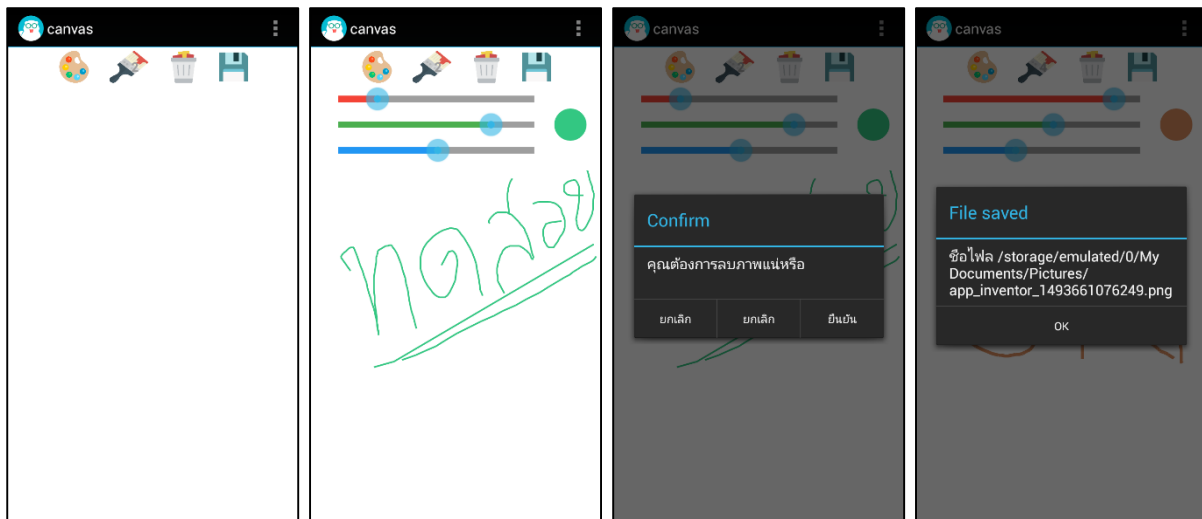 canvas
canvas
ทดสอบ
canvas
Confirm
คุณต้องการลบภาพแน่หรือ
ยกเลิก
ยกเลิก
ยืนยัน
canvas
File saved
ชือไฟล /storage/emulated/0/My
Documents/Pictures/
app_inventor_1493661076249.png
OK